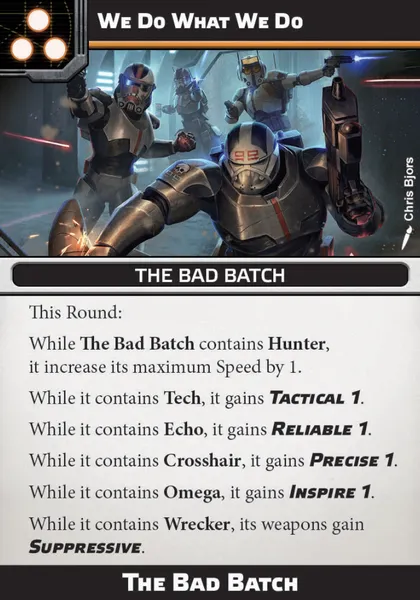 We Do What We Do
Chris Bjors
THE BAD BATCH
This Round:
While The Bad Batch contains Hunter,
it increase its maximum Speed by 1.
While it contains Tech, it gains Tactical 1.
While it contains Echo, it gains Reliable 1.
While it contains Crosshair, it gains Precise 1.
While it contains Omega, it gains Inspire 1.
While it contains Wrecker, its weapons gain
Suppressive.
The Bad Batch